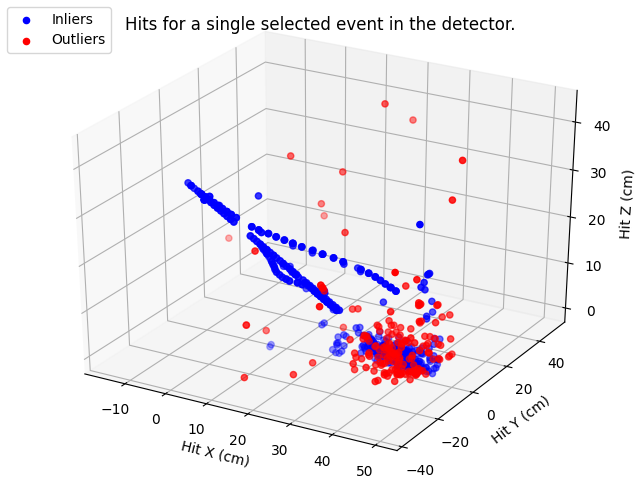 Hits for a single selected event in the detector.
Inliers
Outliers
40
30
20
10
0
Hit Z (cm)
−10
0
10
20
30
40
50
Hit X (cm)
−40
−20
0
20
40
Hit Y (cm)